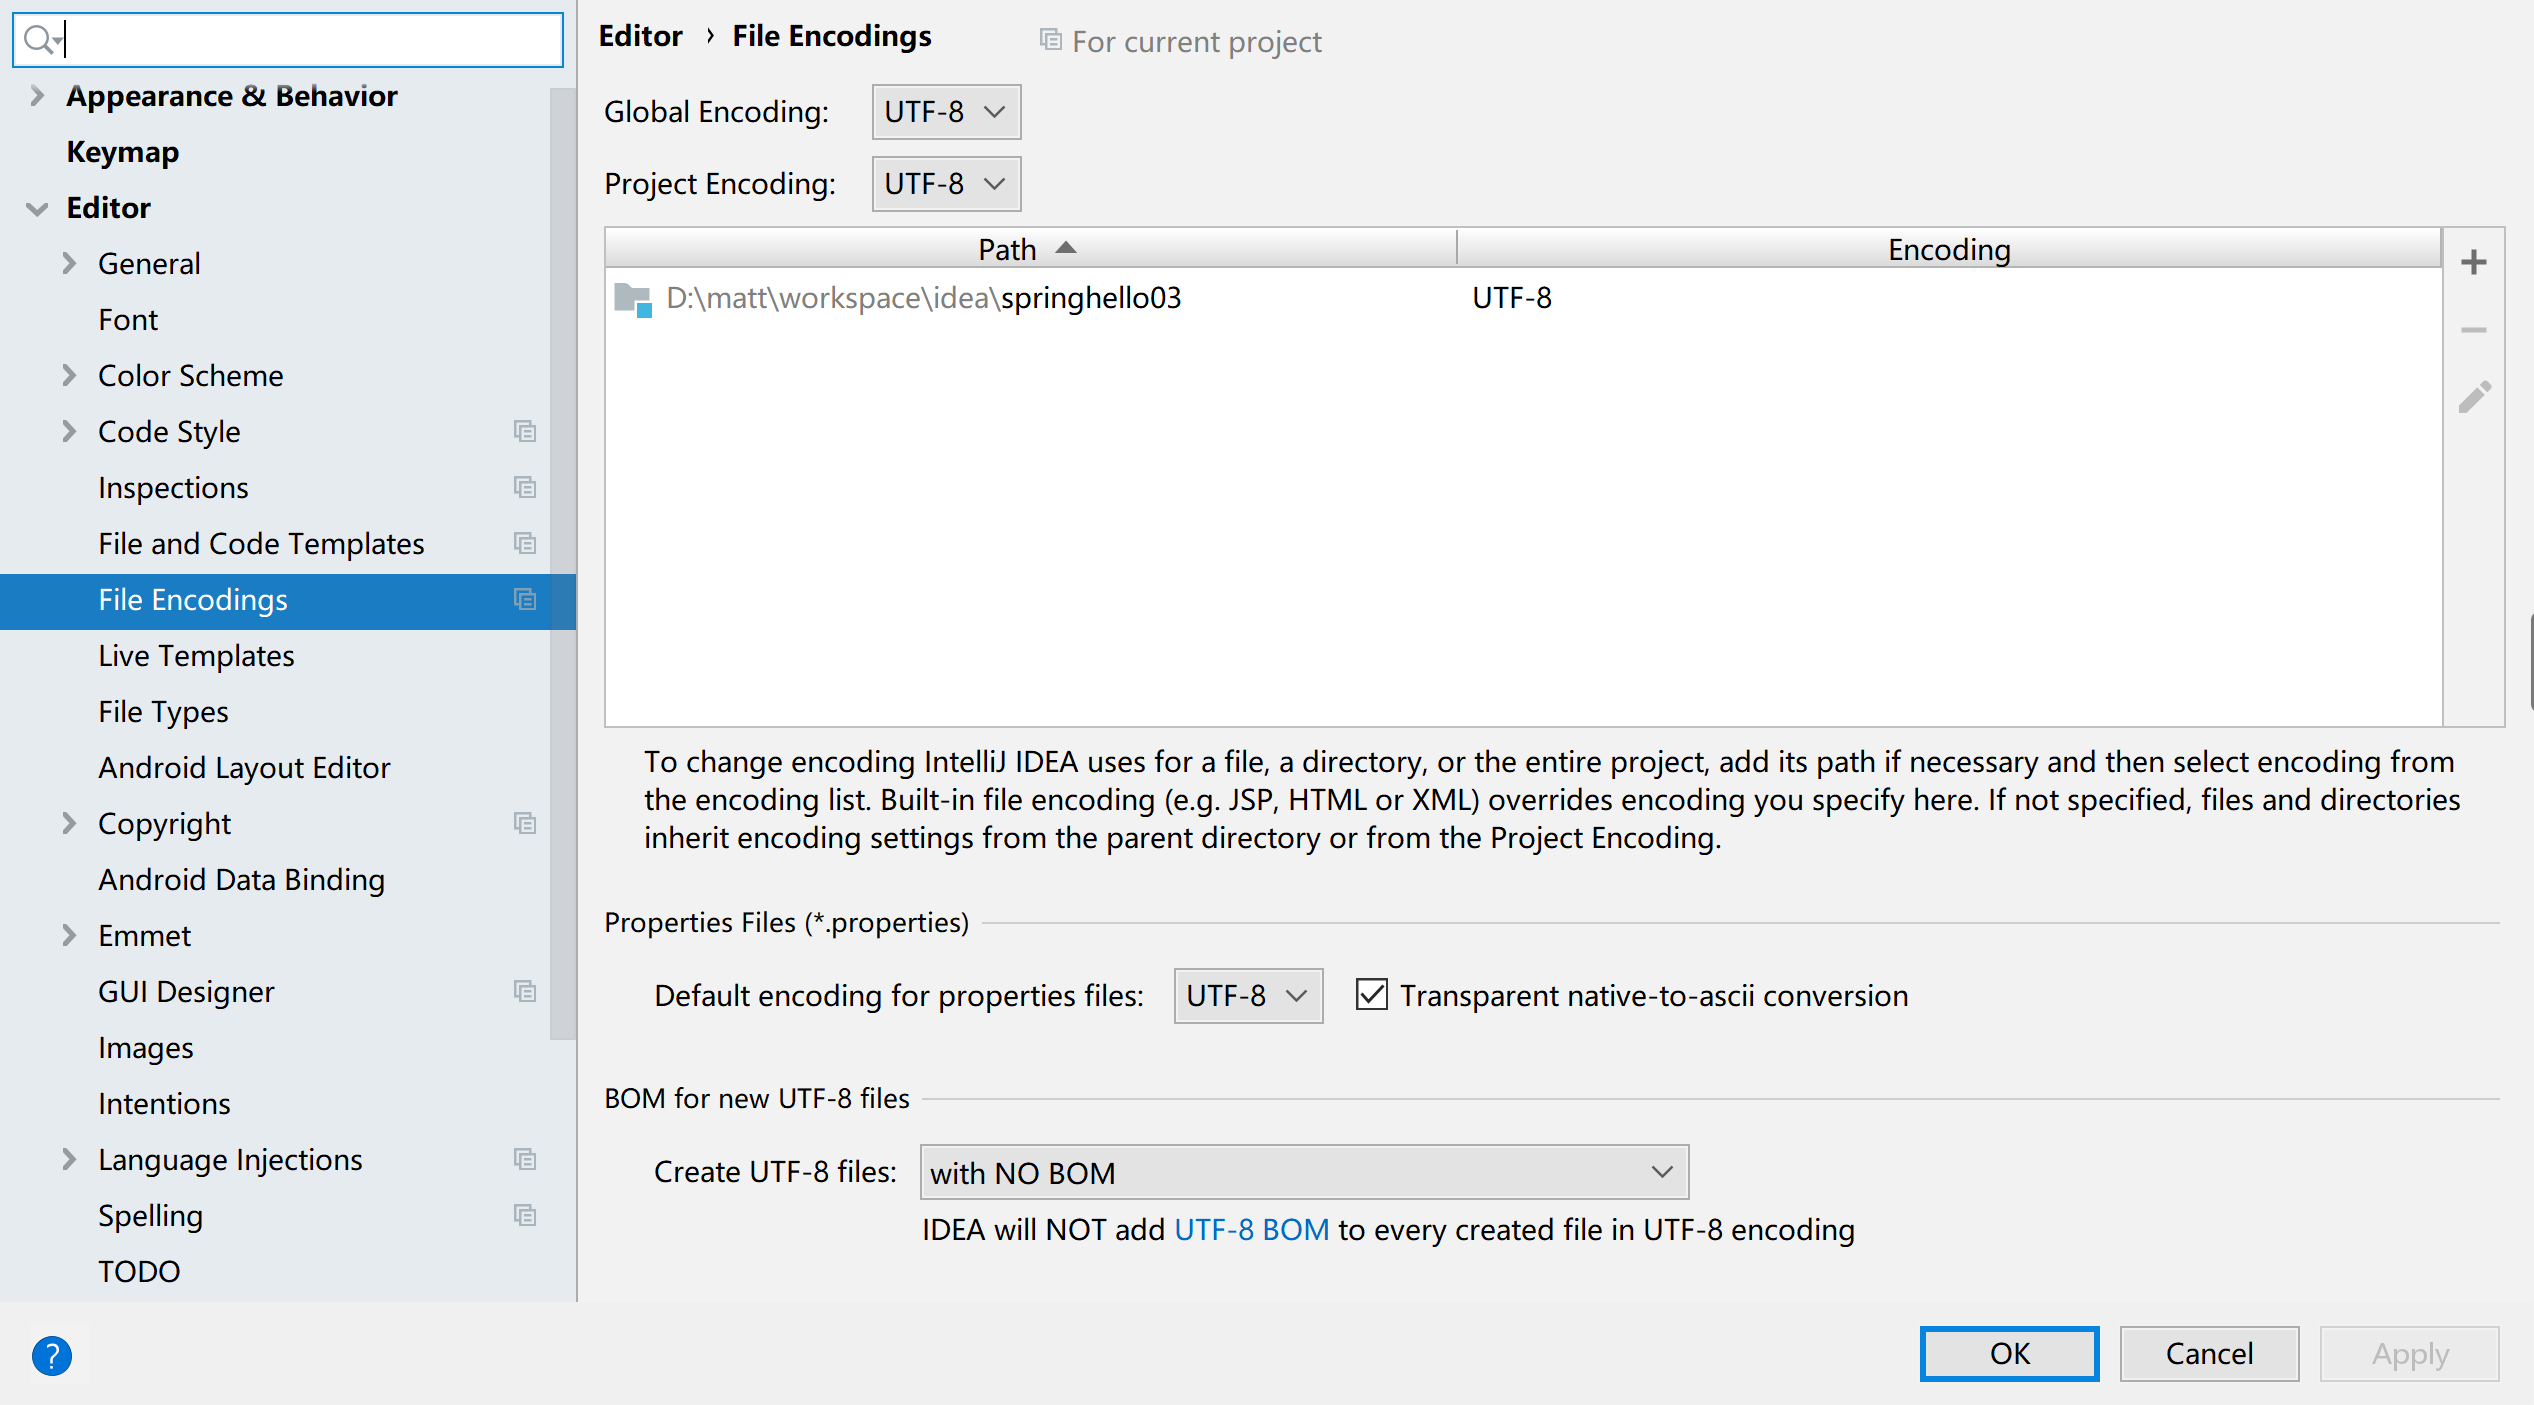 Appearance & Behavior
Keymap
Editor
General
Font
Color Scheme
Code Style
Inspections
File and Code Templates
File Encodings
Live Templates
File Types
Android Layout Editor
Copyright
Android Data Binding
Emmet
GUI Designer
Images
Intentions
Language Injections
Spelling
TODO
Editor › File Encodings For current project
Global Encoding: UTF-8
Project Encoding: UTF-8
Path Encoding
D:\matt\workspace\idea\springhello03 UTF-8
To change encoding IntelliJ IDEA uses for a file, a directory, or the entire project, add its path if necessary and then select encoding from
the encoding list. Built-in file encoding (e.g. JSP, HTML or XML) overrides encoding you specify here. If not specified, files and directories
inherit encoding settings from the parent directory or from the Project Encoding.
Properties Files (*.properties)
Default encoding for properties files: UTF-8 Transparent native-to-ascii conversion
BOM for new UTF-8 files
Create UTF-8 files: with NO BOM
IDEA will NOT add UTF-8 BOM to every created file in UTF-8 encoding
? OK Cancel Apply